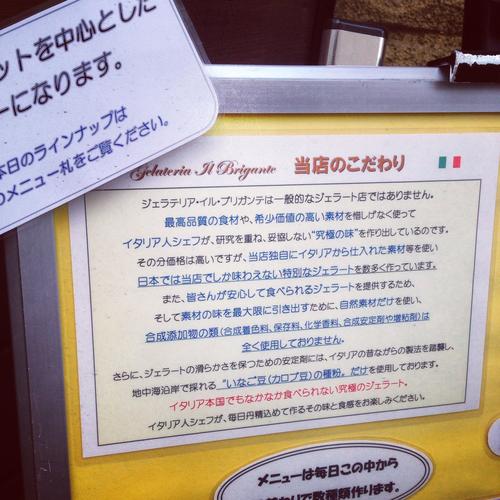 ットを中心とした
ーになります。
本日のラインナップは
メニュー札をご覧ください。
Gelateria Il Brigante 当店のこだわり
ジェラテリア・イル・ブリガンテは一般的なジェラート店ではありません。
最高品質の食材や、希少価値の高い素材を惜しげなく使って
イタリア人シェフが、研究を重ね、妥協しない“究極の味”を作り出しているのです。
その分価格は高いですが、当店独自にイタリアから仕入れた素材等を使い
日本では当店でしか味わえない特別なジェラートを数多く作っています。
また、皆さんが安心して食べられるジェラートを提供するため、
そして素材の味を最大限に引き出すために、自然素材だけを使い、
合成添加物の類(合成着色料、保存料、化学香料、合成安定剤や増粘剤)は
全く使用しておりません。
さらに、ジェラートの滑らかさを保つための安定剤には、イタリアの昔ながらの製法を踏襲し、
地中海沿岸で採れる“いなご豆(カロブ豆)の種粉”だけを使用しております。
イタリア本国でもなかなか食べられない究極のジェラート。
イタリア人シェフが、毎日丹精込めて作るその味と食感をお楽しみください。
メニューは毎日この中から
わりで数種類作ります。